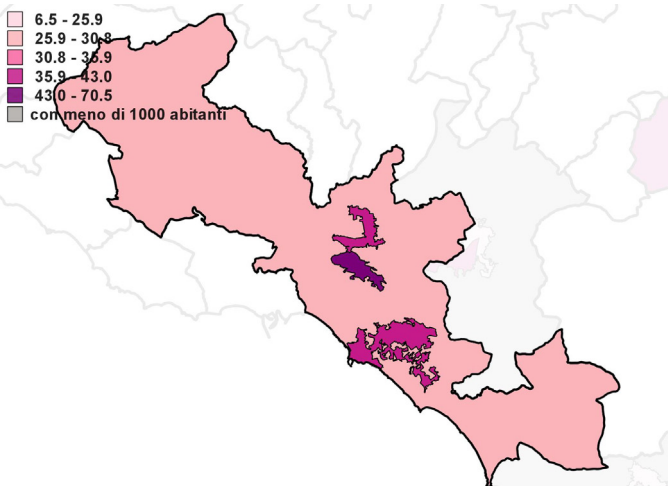 6.5 - 25.9
25.9 - 30.8
30.8 - 35.9
35.9 - 43.0
43.0 - 70.5
con meno di 1000 abitanti